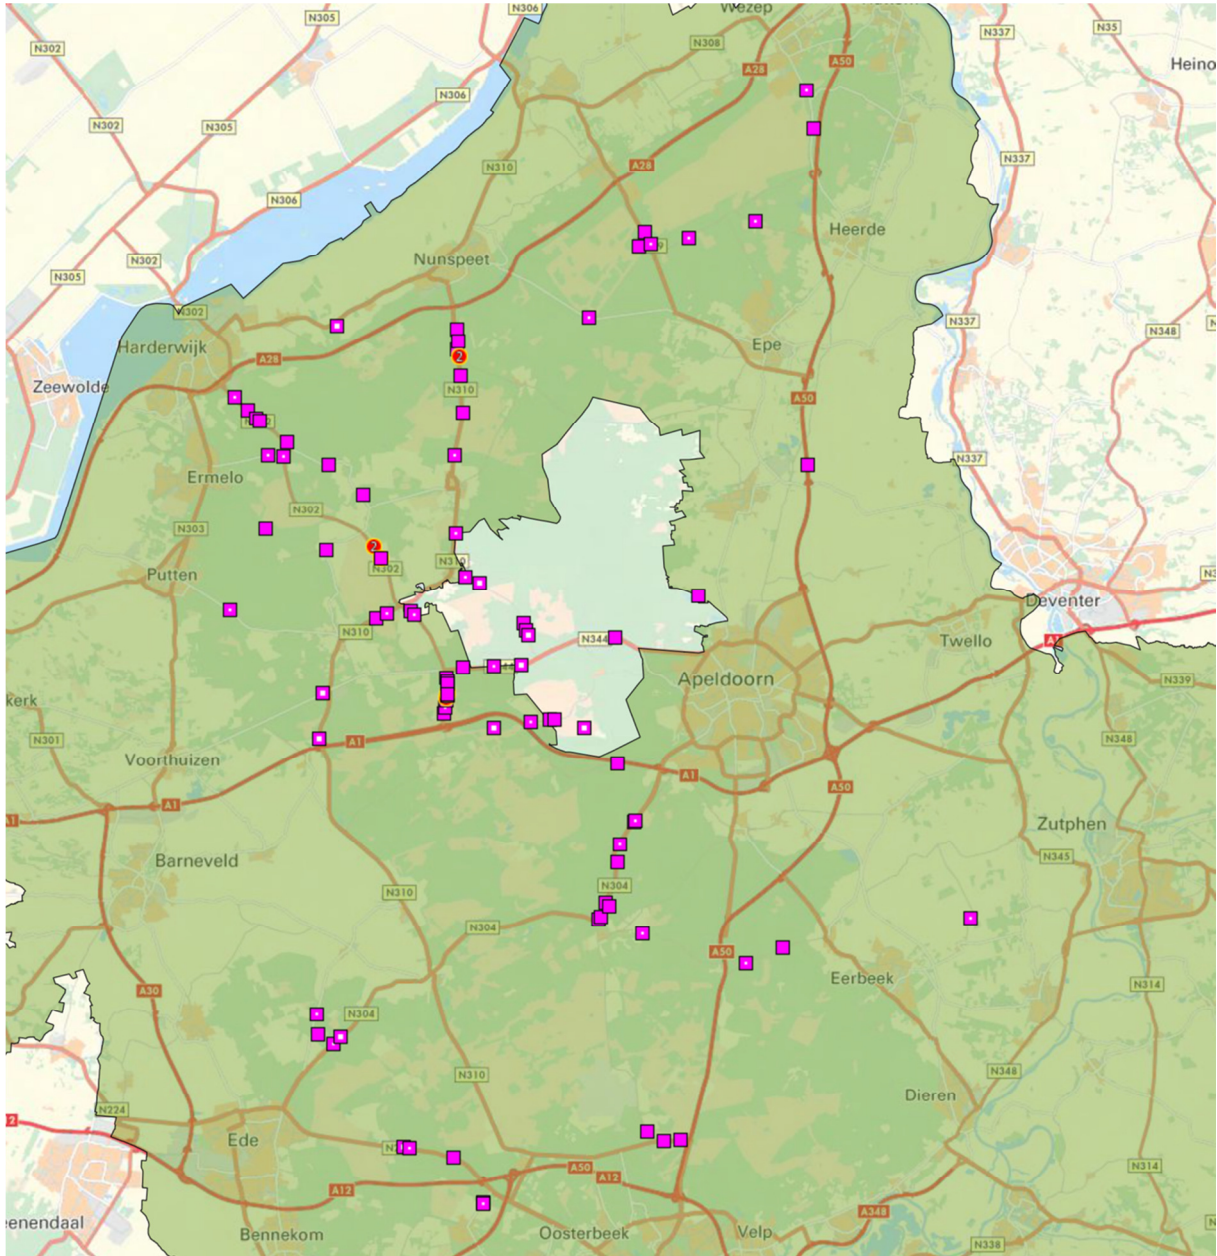 N306
Wezep
N305
N302
N308
N337
N35
Heino
A50
A28
N306
N302
N305
N337
N310
A28
N306
Heerde
N302
Nunspeet
N305
N302
N337
N348
Harderwijk
A28
Epe
Zeewolde
N310
A50
N337
Ermelo
N302
N303
N310
Putten
N302
Deventer
N310
N344
Twello
Apeldoorn
N339
N301
A1
N348
Voorthuizen
A1
A1
A50
A1
Zutphen
Barneveld
N345
N304
N310
N304
A50
Eerbeek
N314
A30
N304
N348
N310
Dieren
N224
Ede
A50
N314
A12
A12
A348
Bennekom
Oosterbeek
Velp
N338